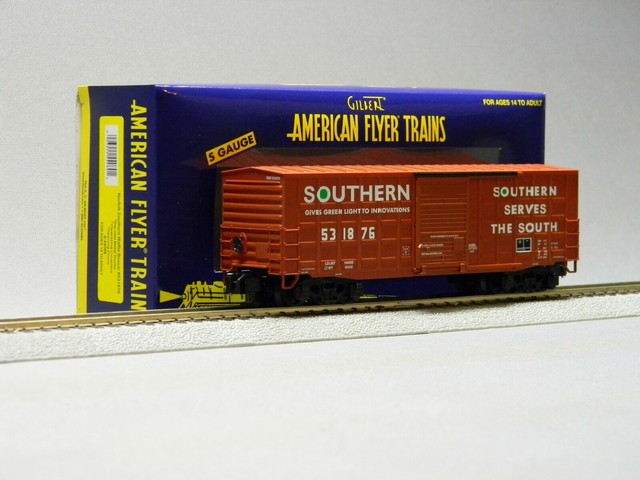 Gilbert
AMERICAN FLYER TRAINS
FOR AGES 14 TO ADULT
S GAUGE
AMERICAN FLYER TRAIN
SOUTHERN
GIVES GREEN LIGHT TO INNOVATIONS
531876
SOUTHERN
SERVES
THE SOUTH